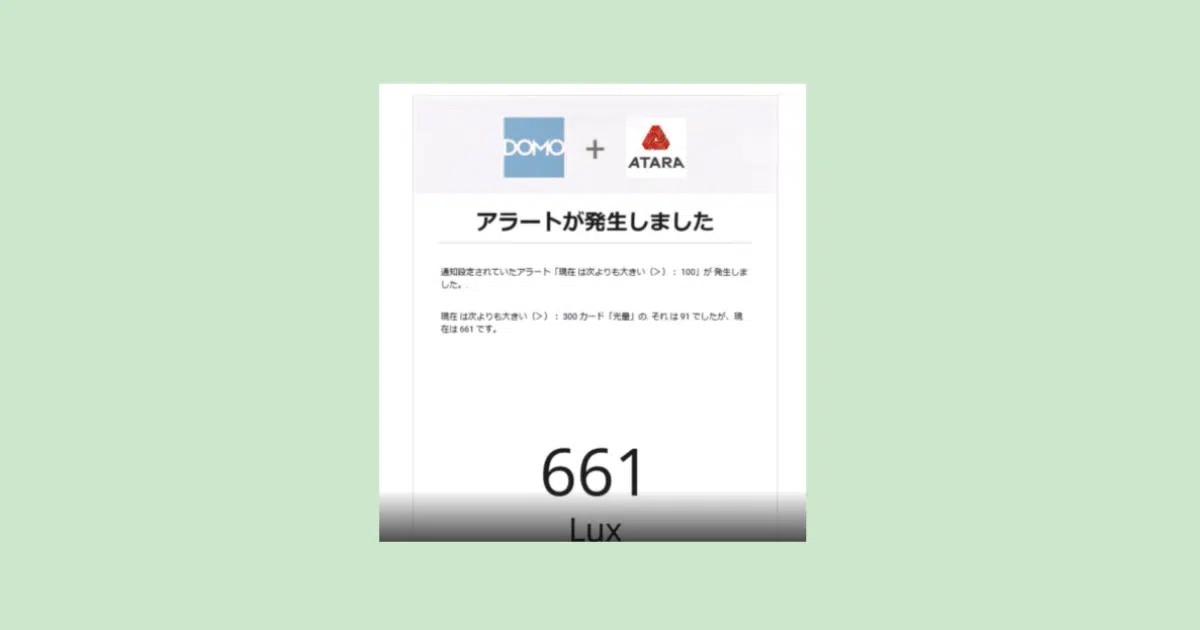 DOMO + ATARA
アラートが発生しました
通知設定されていたアラート「現在 は次よりも大きい（＞）： 100」が 発生しま
した。.
現在 は次よりも大きい（＞）： 300 カード「光量」の. それ は 91 でしたが、現
在は 661 です。
661
Lux